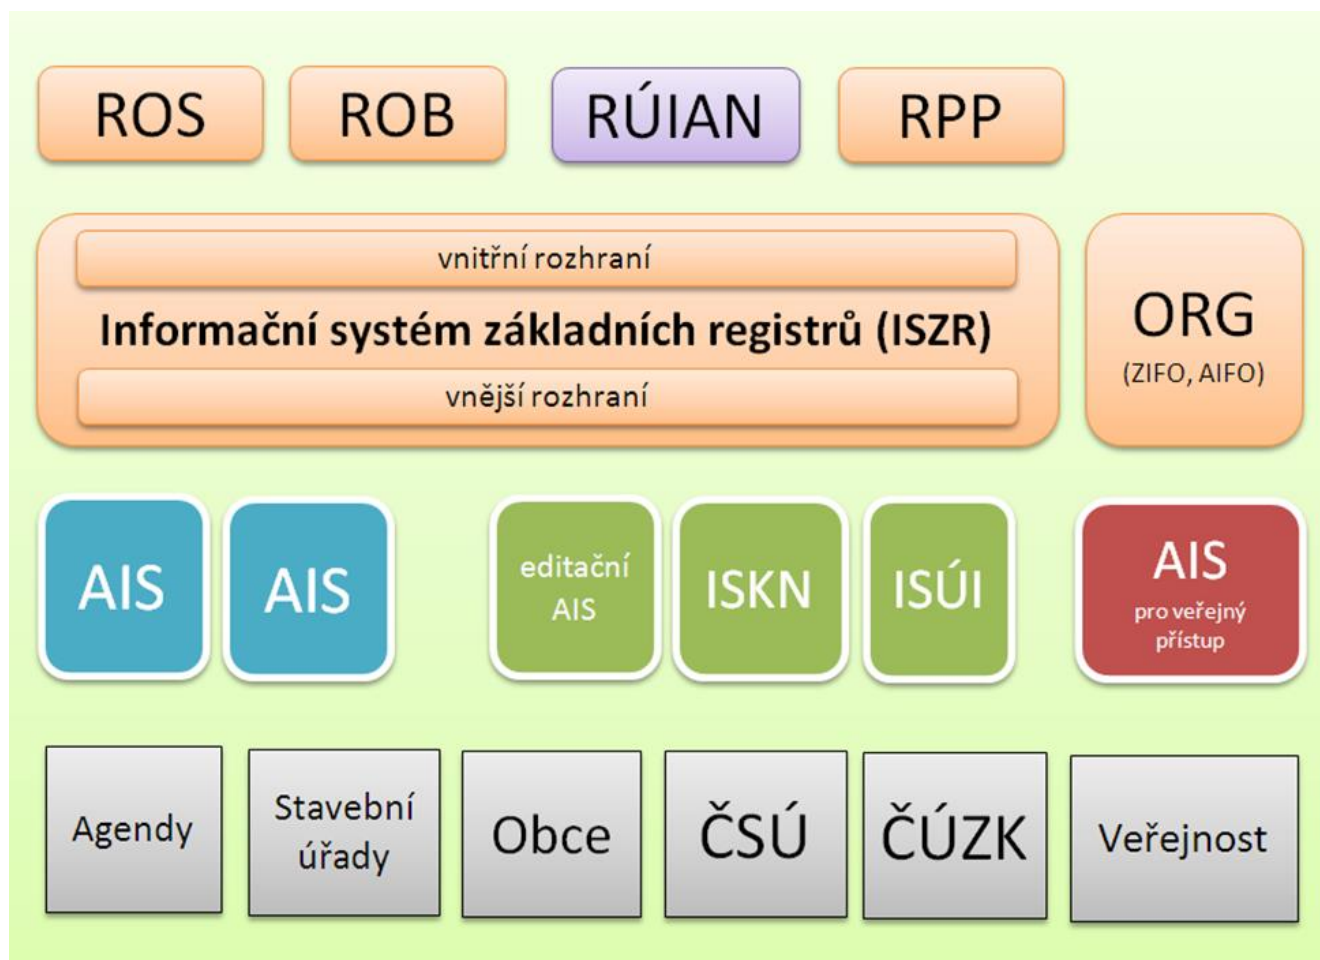 ROS
ROB
RÚIAN
RPP
vnitřní rozhraní
Informační systém základních registrů (ISZR)
vnější rozhraní
ORG
(ZIFO, AIFO)
AIS
AIS
editační
AIS
ISKN
ISÚI
AIS
pro veřejný
přístup
Agendy
Stavební
úřady
Obce
ČSÚ
ČÚZK
Veřejnost